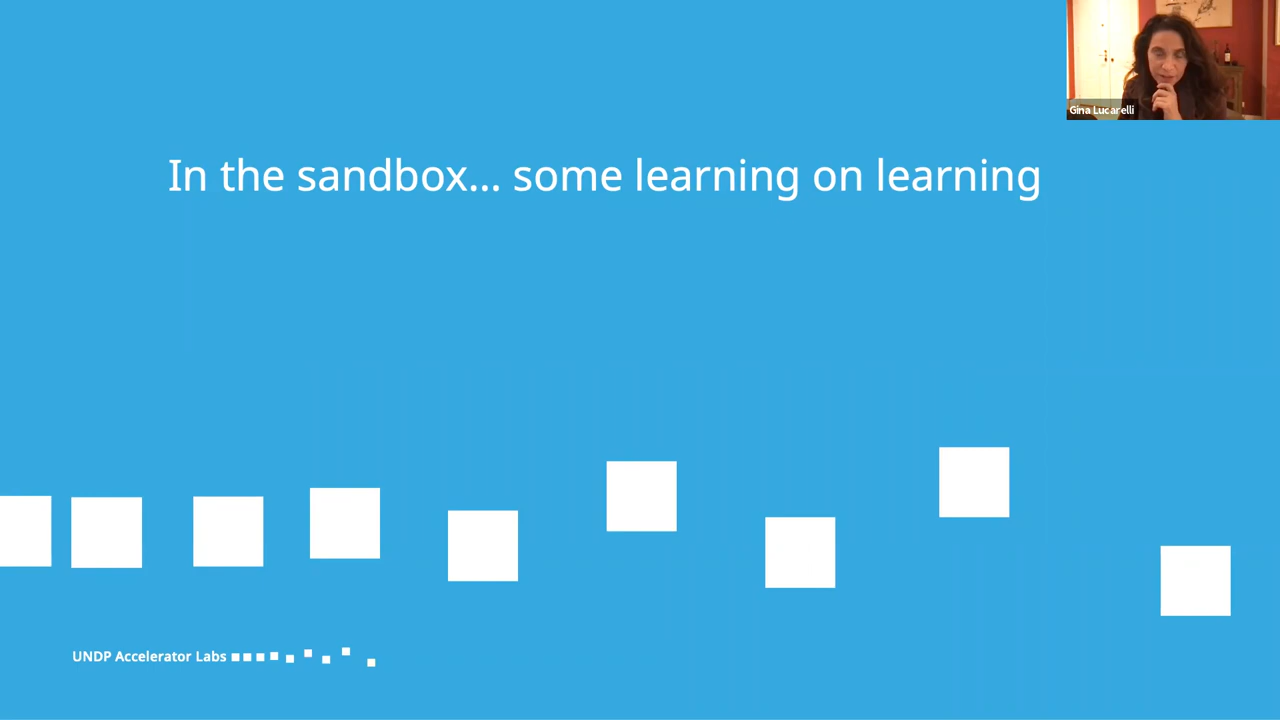 Gina Lucarelli
In the sandbox... some learning on learning
UNDP Accelerator Labs